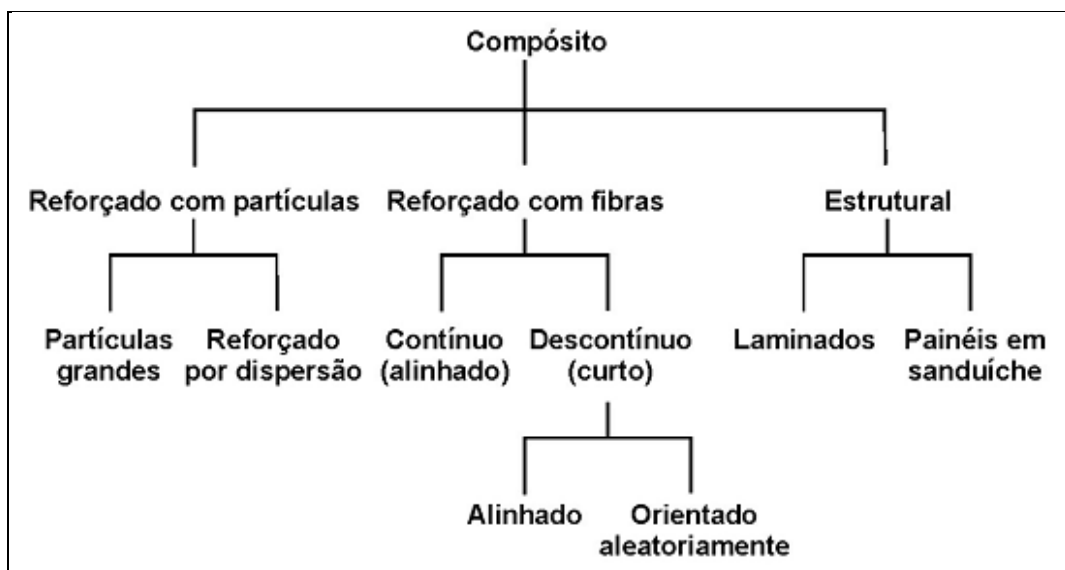 Compósito
Reforçado com partículas
Reforçado com fibras
Estrutural
Partículas
grandes
Reforçado
por dispersão
Contínuo
(alinhado)
Descontínuo
(curto)
Laminados
Painéis em
sanduíche
Alinhado
Orientado
aleatoriamente